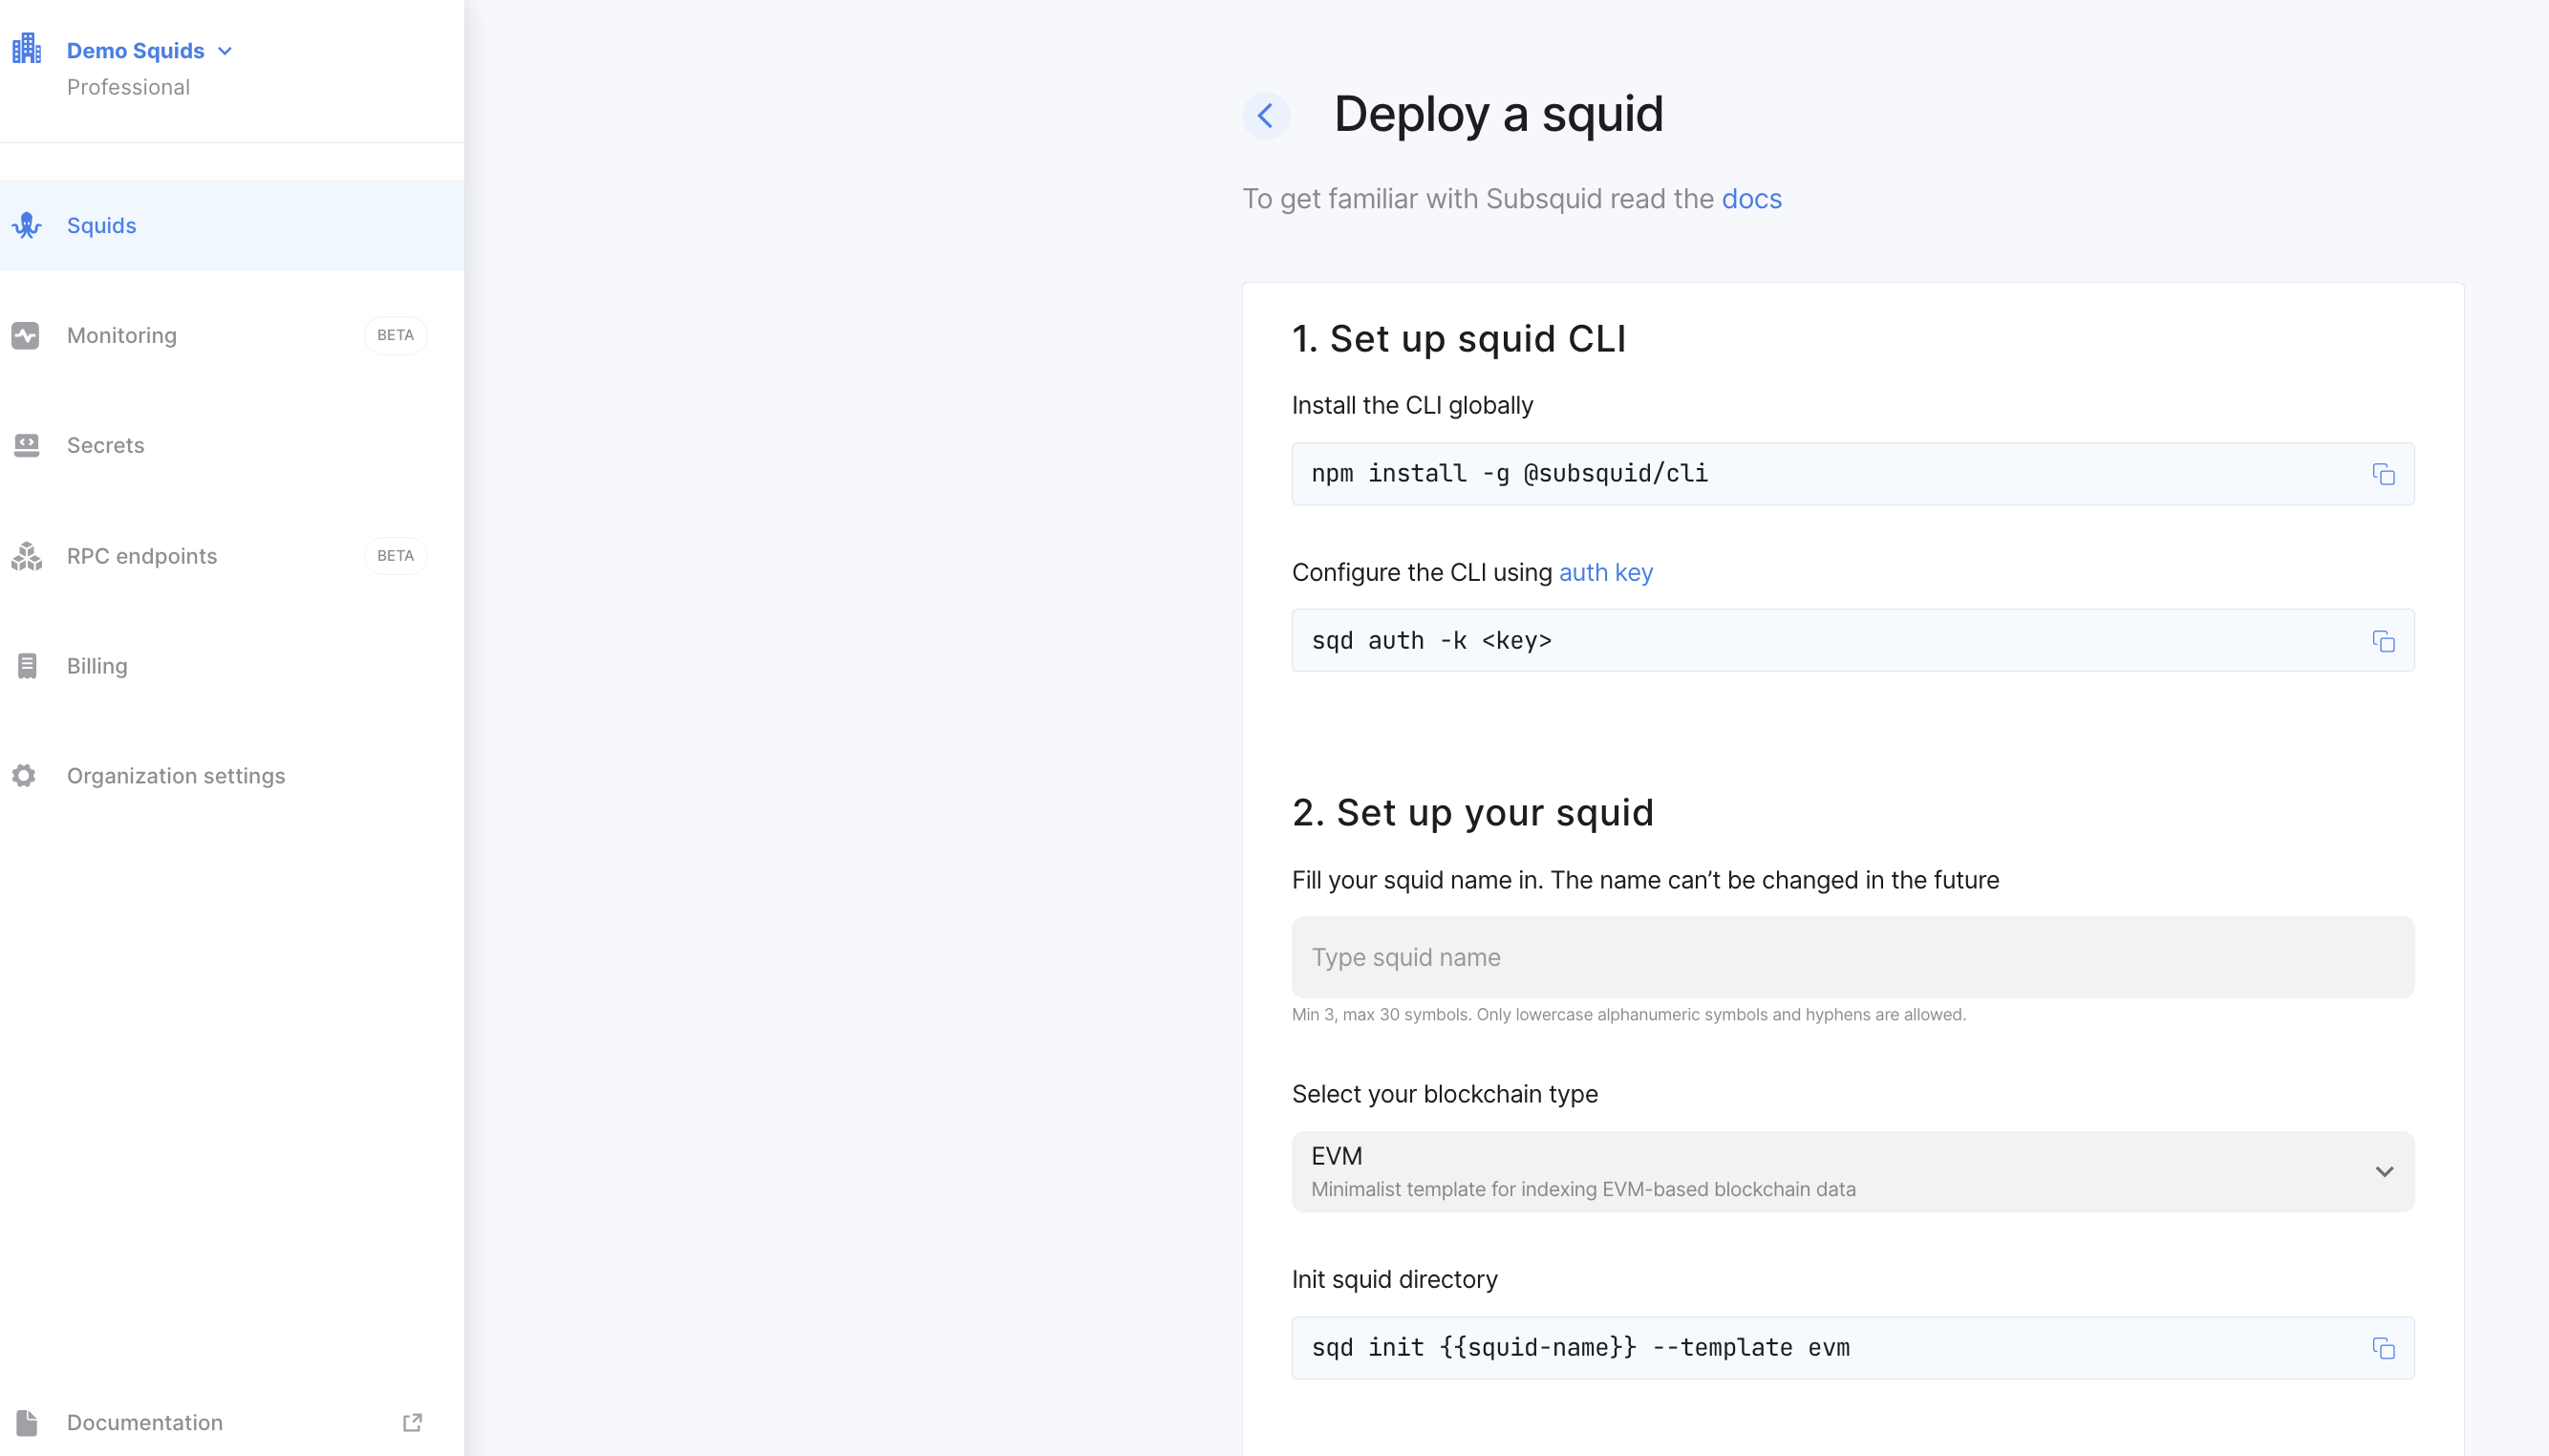 Demo Squids
Professional
Squids
Monitoring BETA
Secrets
RPC endpoints BETA
Billing
Organization settings
Documentation
Deploy a squid
To get familiar with Subsquid read the docs
1. Set up squid CLI
Install the CLI globally
npm install -g @subsquid/cli
Configure the CLI using auth key
sqd auth -k <key>
2. Set up your squid
Fill your squid name in. The name can’t be changed in the future
Type squid name
Min 3, max 30 symbols. Only lowercase alphanumeric symbols and hyphens are allowed.
Select your blockchain type
EVM
Minimalist template for indexing EVM-based blockchain data
Init squid directory
sqd init {{squid-name}} --template evm